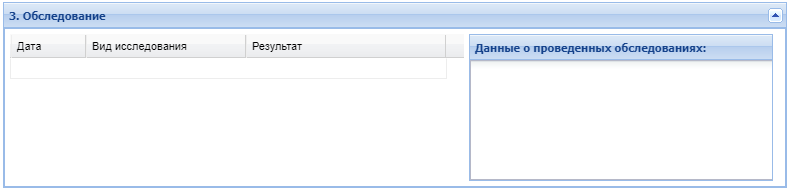 3. Обследование
Дата Вид исследования Результат
Данные о проведенных обследованиях: